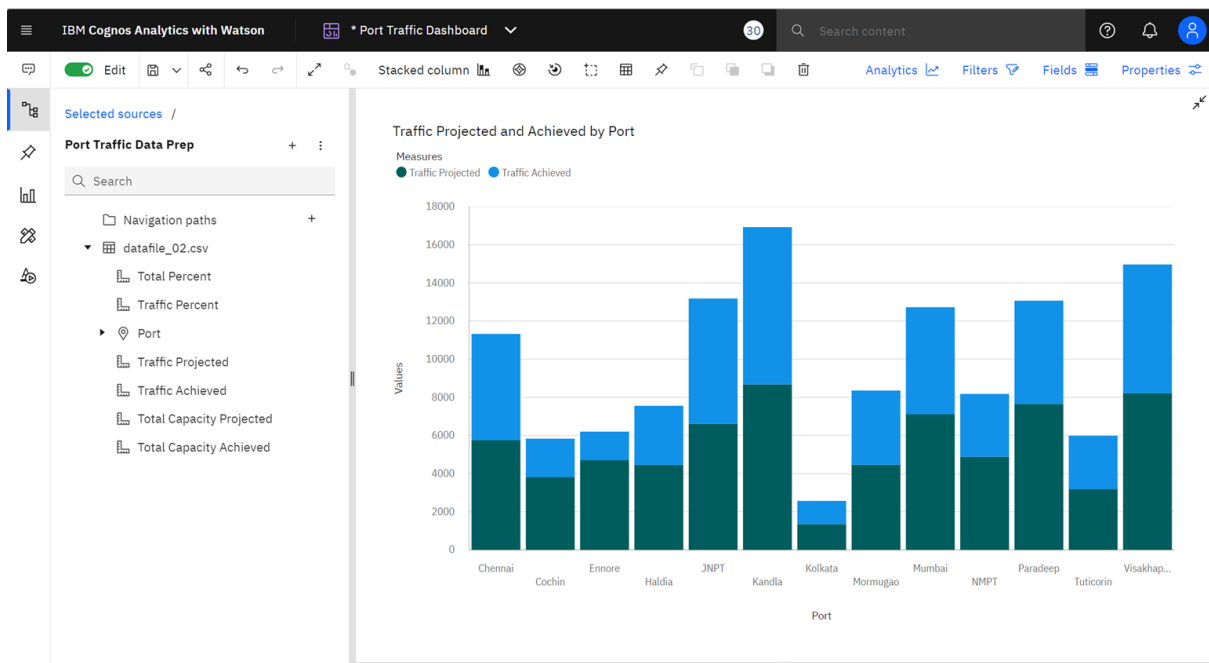 IBM Cognos Analytics with Watson
* Port Traffic Dashboard
30
Search content
Edit
Stacked column
Analytics
Filters
Fields
Properties
Selected sources /
Port Traffic Data Prep
Search
Navigation paths
datafile_02.csv
Total Percent
Traffic Percent
Port
Traffic Projected
Traffic Achieved
Total Capacity Projected
Total Capacity Achieved
Traffic Projected and Achieved by Port
Measures
Traffic Projected Traffic Achieved
Values
18000
16000
14000
12000
10000
8000
6000
4000
2000
0
Chennai
Cochin
Ennore
Haldia
JNPT
Kandla
Kolkata
Mormugao
Mumbai
NMPT
Paradeep
Tuticorin
Visakhap...
Port